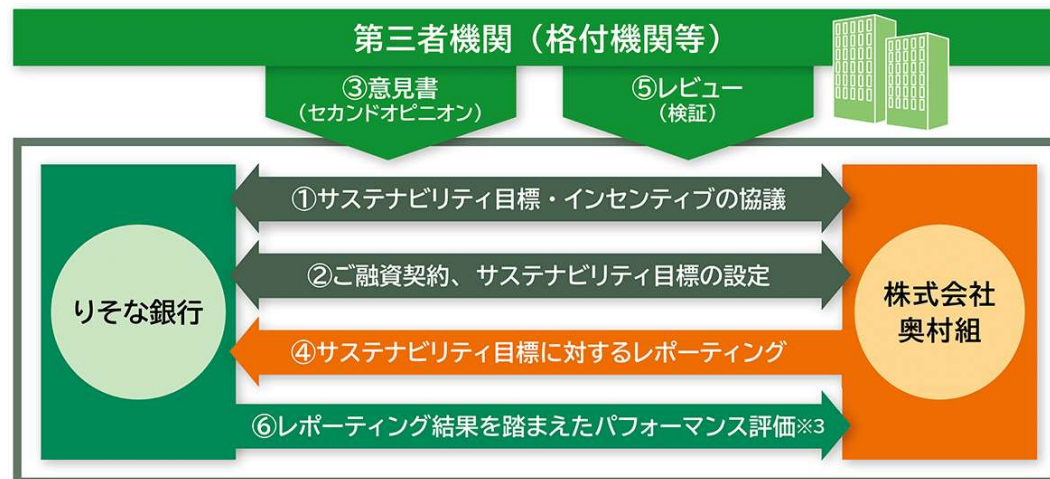 第三者機関（格付機関等）
③意見書
（セカンドオピニオン）
⑤レビュー
（検証）
①サステナビリティ目標・インセンティブの協議
②ご融資契約、サステナビリティ目標の設定
りそな銀行
株式会社
奥村組
④サステナビリティ目標に対するレポーティング
⑥レポーティング結果を踏まえたパフォーマンス評価※3